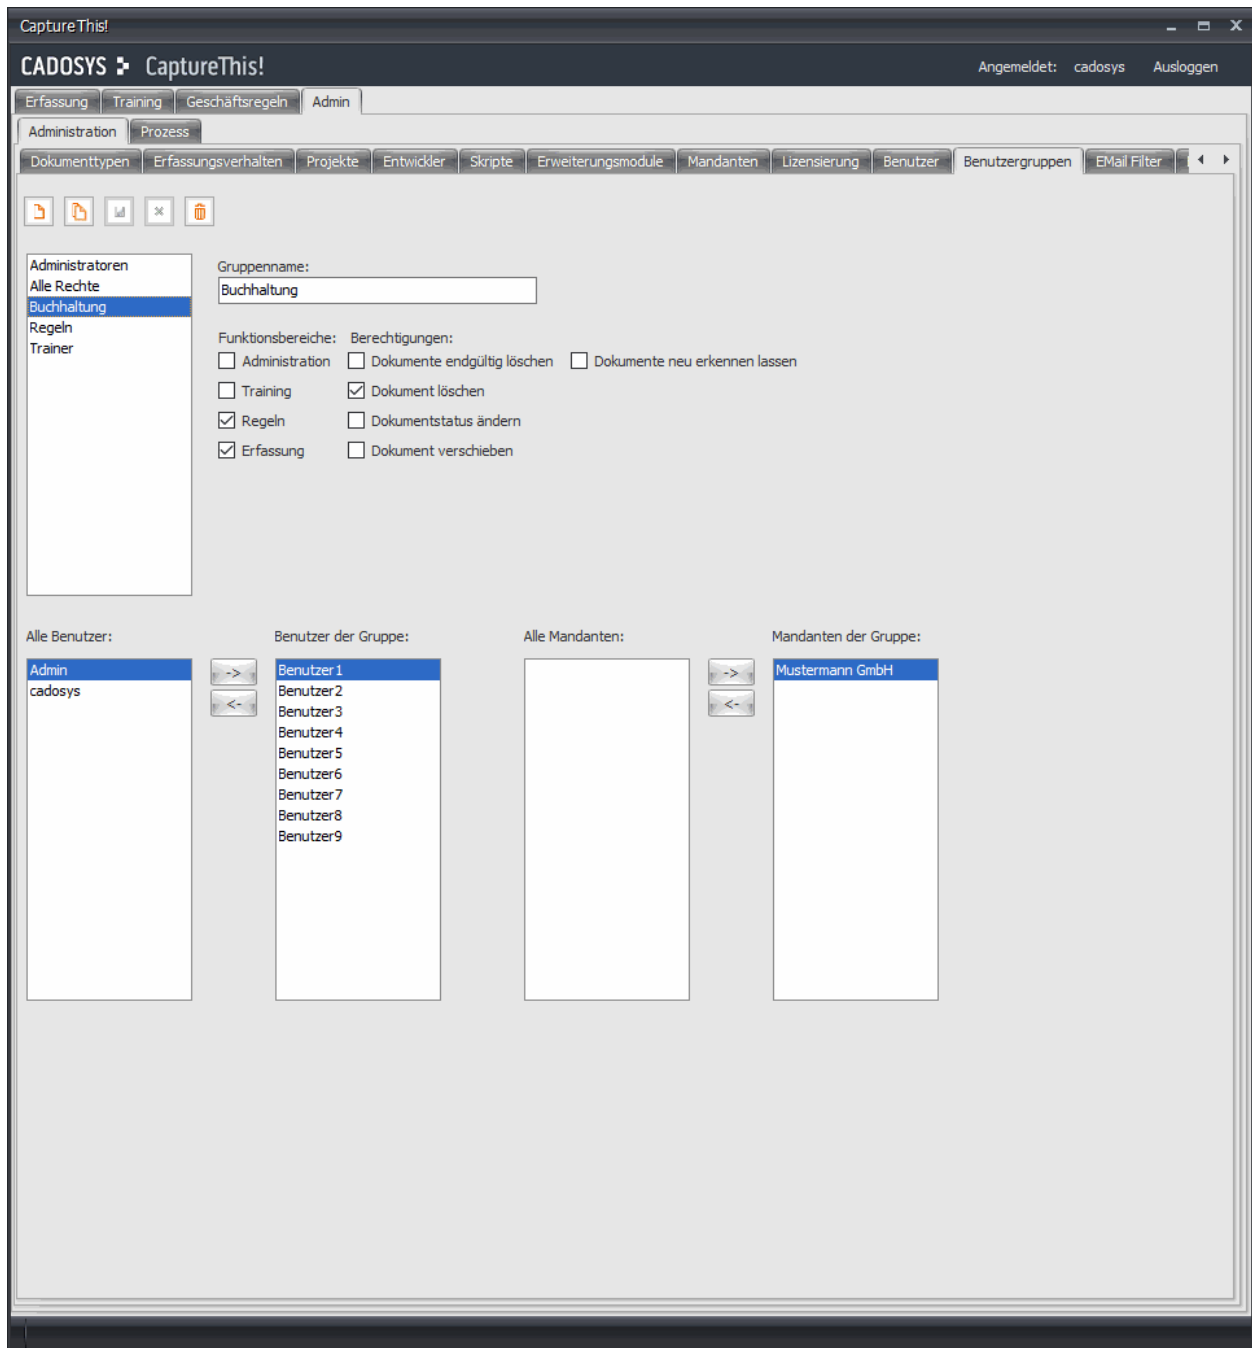 CaptureThis!
CADOSYS CaptureThis!
Angemeldet: cadosys Ausloggen
Erfassung Training Geschäftsregeln Admin
Administration Prozess
Dokumenttypen Erfassungsverhalten Projekte Entwickler Skripte Erweiterungsmodule Mandanten Lizensierung Benutzer Benutzergruppen EMail Filter
Administratoren
Alle Rechte
Buchhaltung
Regeln
Trainer
Gruppenname:
Buchhaltung
Funktionsbereiche: Berechtigungen:
Administration Dokumente endgültig löschen Dokumente neu erkennen lassen
Training Dokument löschen
Regeln Dokumentstatus ändern
Erfassung Dokument verschieben
Alle Benutzer: Benutzer der Gruppe: Alle Mandanten: Mandanten der Gruppe:
Admin
cadosys
->
<-
Benutzer1
Benutzer2
Benutzer3
Benutzer4
Benutzer5
Benutzer6
Benutzer7
Benutzer8
Benutzer9
->
<-
Mustermann GmbH